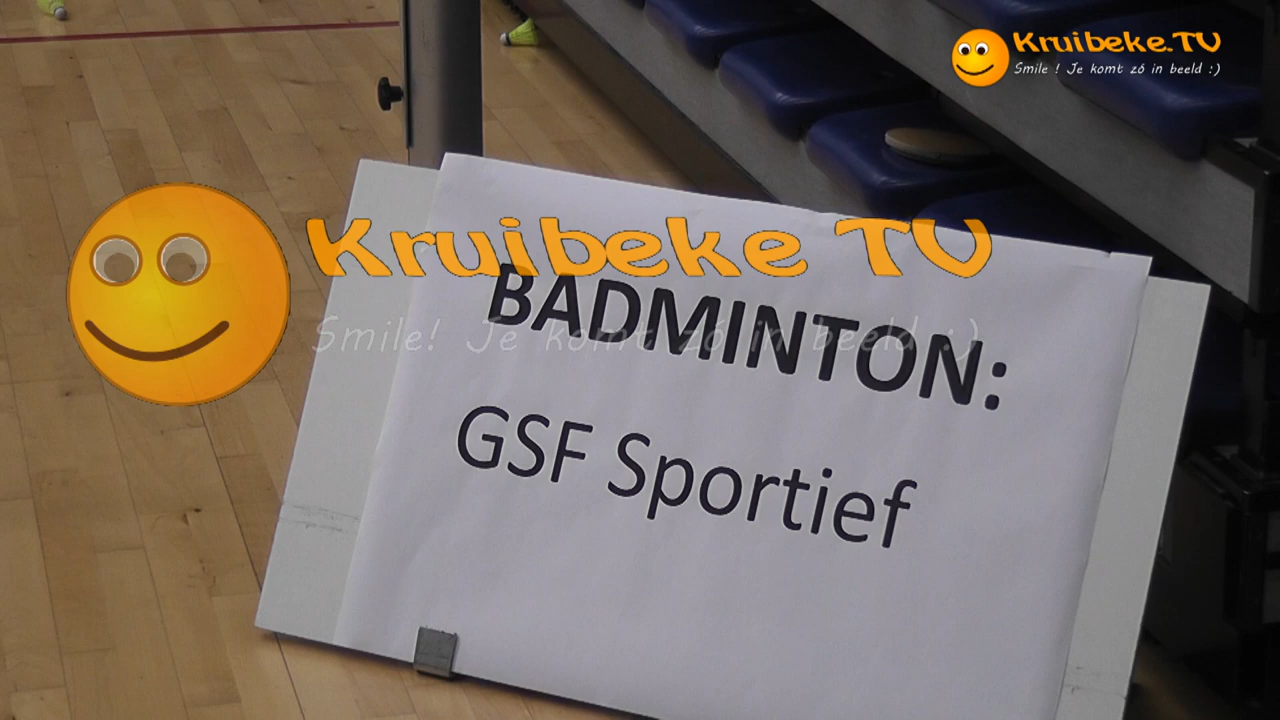 Kruibeke.TV
Smile ! Je komt zó in beeld :)
Kruibeke TV
Smile! Je komt zó in beeld :)
BADMINTON:
GSF Sportief